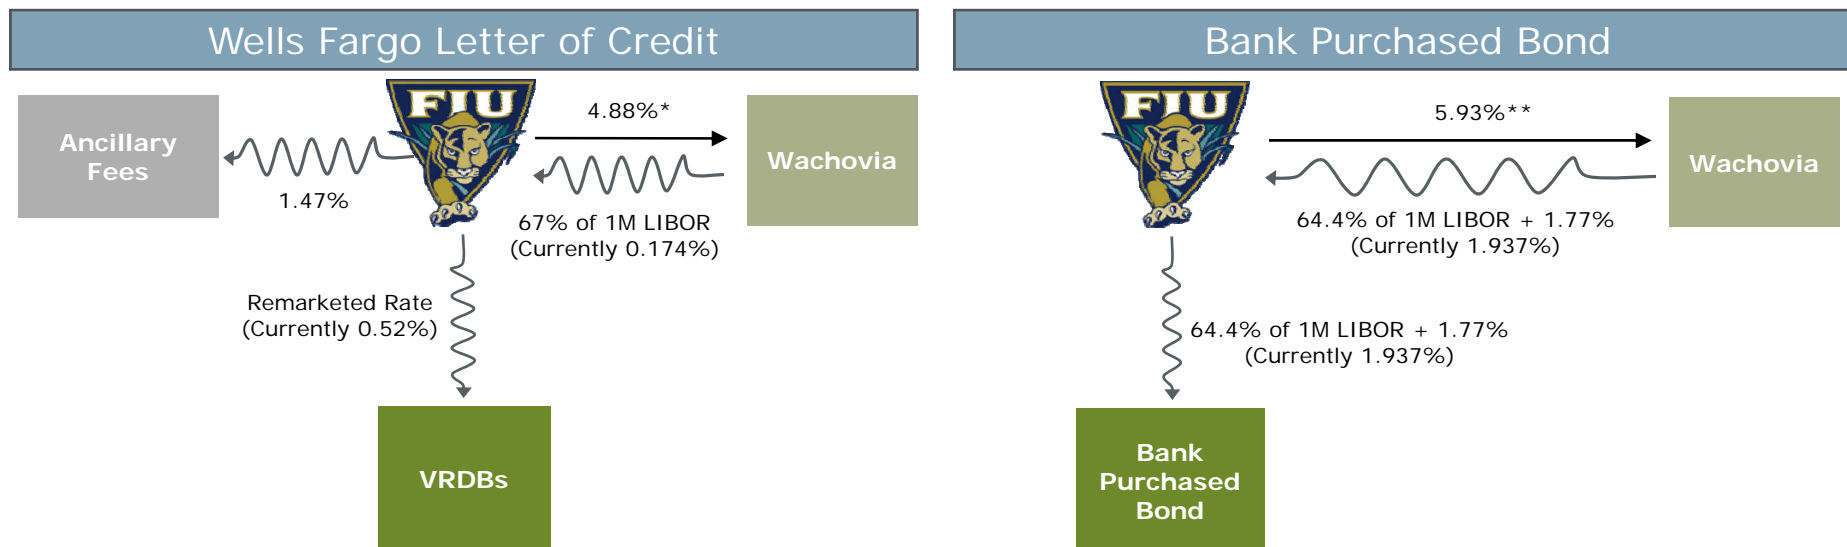 Wells Fargo Letter of Credit
Ancillary
Fees
1.47%
FIU
4.88%*
Wachovia
67% of 1M LIBOR
(Currently 0.174%)
Remarketed Rate
(Currently 0.52%)
VRDBs
Bank Purchased Bond
FIU
5.93%**
Wachovia
64.4% of 1M LIBOR + 1.77%
(Currently 1.937%)
64.4% of 1M LIBOR + 1.77%
(Currently 1.937%)
Bank
Purchased
Bond